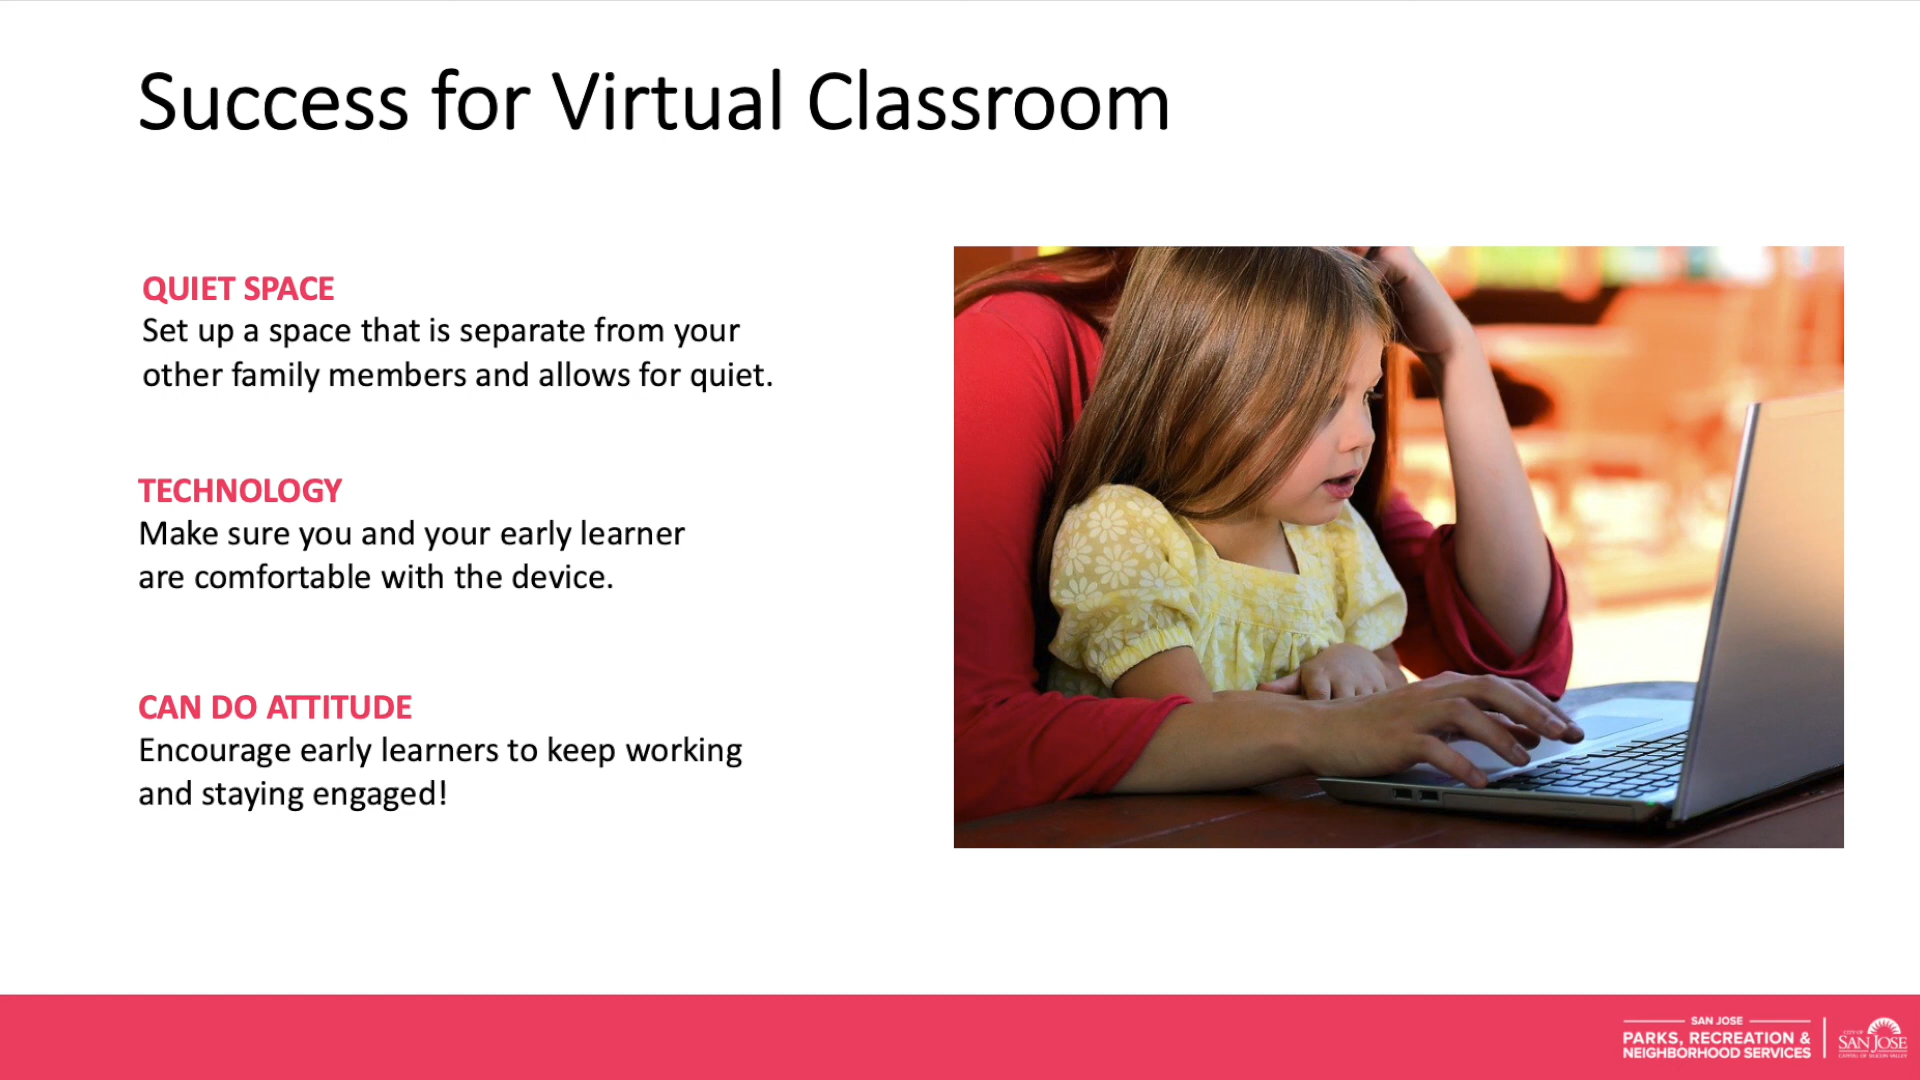 Success for Virtual Classroom
QUIET SPACE
Set up a space that is separate from your
other family members and allows for quiet.
TECHNOLOGY
Make sure you and your early learner
are comfortable with the device.
CAN DO ATTITUDE
Encourage early learners to keep working
and staying engaged!
SAN JOSE
PARKS, RECREATION &
NEIGHBORHOOD SERVICES
CITY OF
SAN JOSE
CAPITAL OF SILICON VALLEY